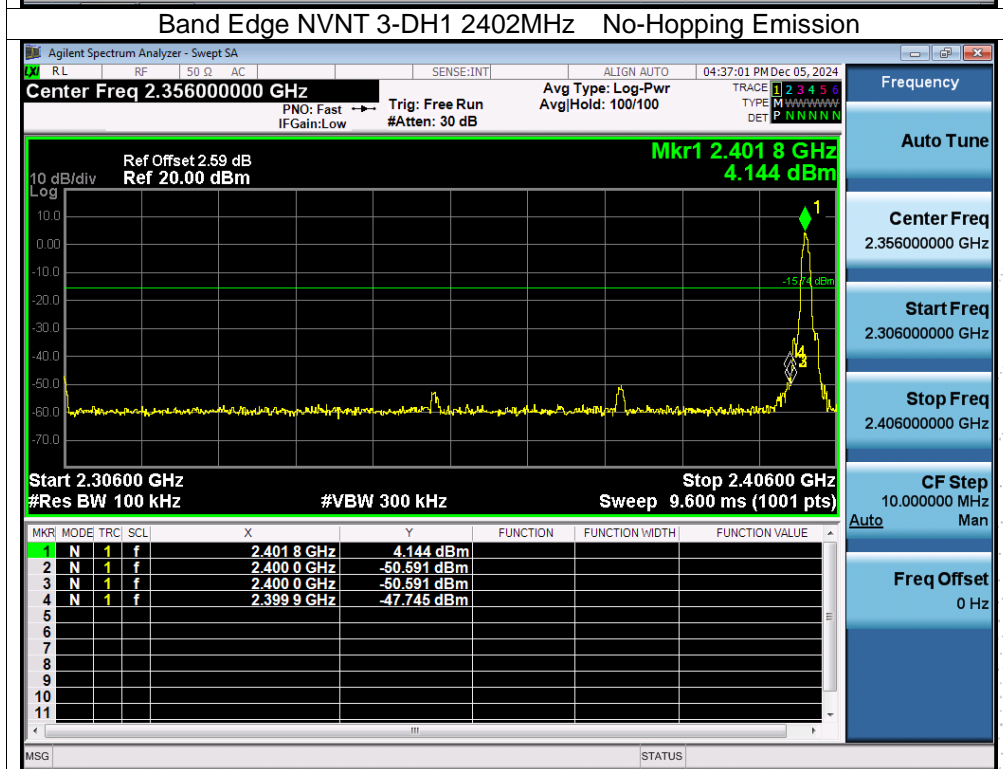 Band Edge NVNT 3-DH1 2402MHz No-Hopping Emission
Agilent Spectrum Analyzer - Swept SA
LXI RL RF 50 Ω AC SENSE:INT ALIGN AUTO 04:37:01 PM Dec 05, 2024
Center Freq 2.356000000 GHz
PNO: Fast
IFGain:Low
Trig: Free Run
#Atten: 30 dB
Avg Type: Log-Pwr
Avg|Hold: 100/100
TRACE 1 2 3 4 5 6
TYPE M WWWWW
DET P N N N N N
Mkr1 2.401 8 GHz
4.144 dBm
Ref Offset 2.59 dB
10 dB/div Ref 20.00 dBm
Log
1
10.0
0.00
-10.0
-15.74 dBm
-20.0
-30.0
-40.0
4
3
-50.0
-60.0
-70.0
Start 2.30600 GHz Stop 2.40600 GHz
#Res BW 100 kHz #VBW 300 kHz Sweep 9.600 ms (1001 pts)
MKR MODE TRC SCL X Y FUNCTION FUNCTION WIDTH FUNCTION VALUE
1 N 1 f 2.401 8 GHz 4.144 dBm
2 N 1 f 2.400 0 GHz -50.591 dBm
3 N 1 f 2.400 0 GHz -50.591 dBm
4 N 1 f 2.399 9 GHz -47.745 dBm
5
6
7
8
9
10
11
MSG STATUS
Frequency
Auto Tune
Center Freq
2.356000000 GHz
Start Freq
2.306000000 GHz
Stop Freq
2.406000000 GHz
CF Step
10.000000 MHz
Auto Man
Freq Offset
0 Hz